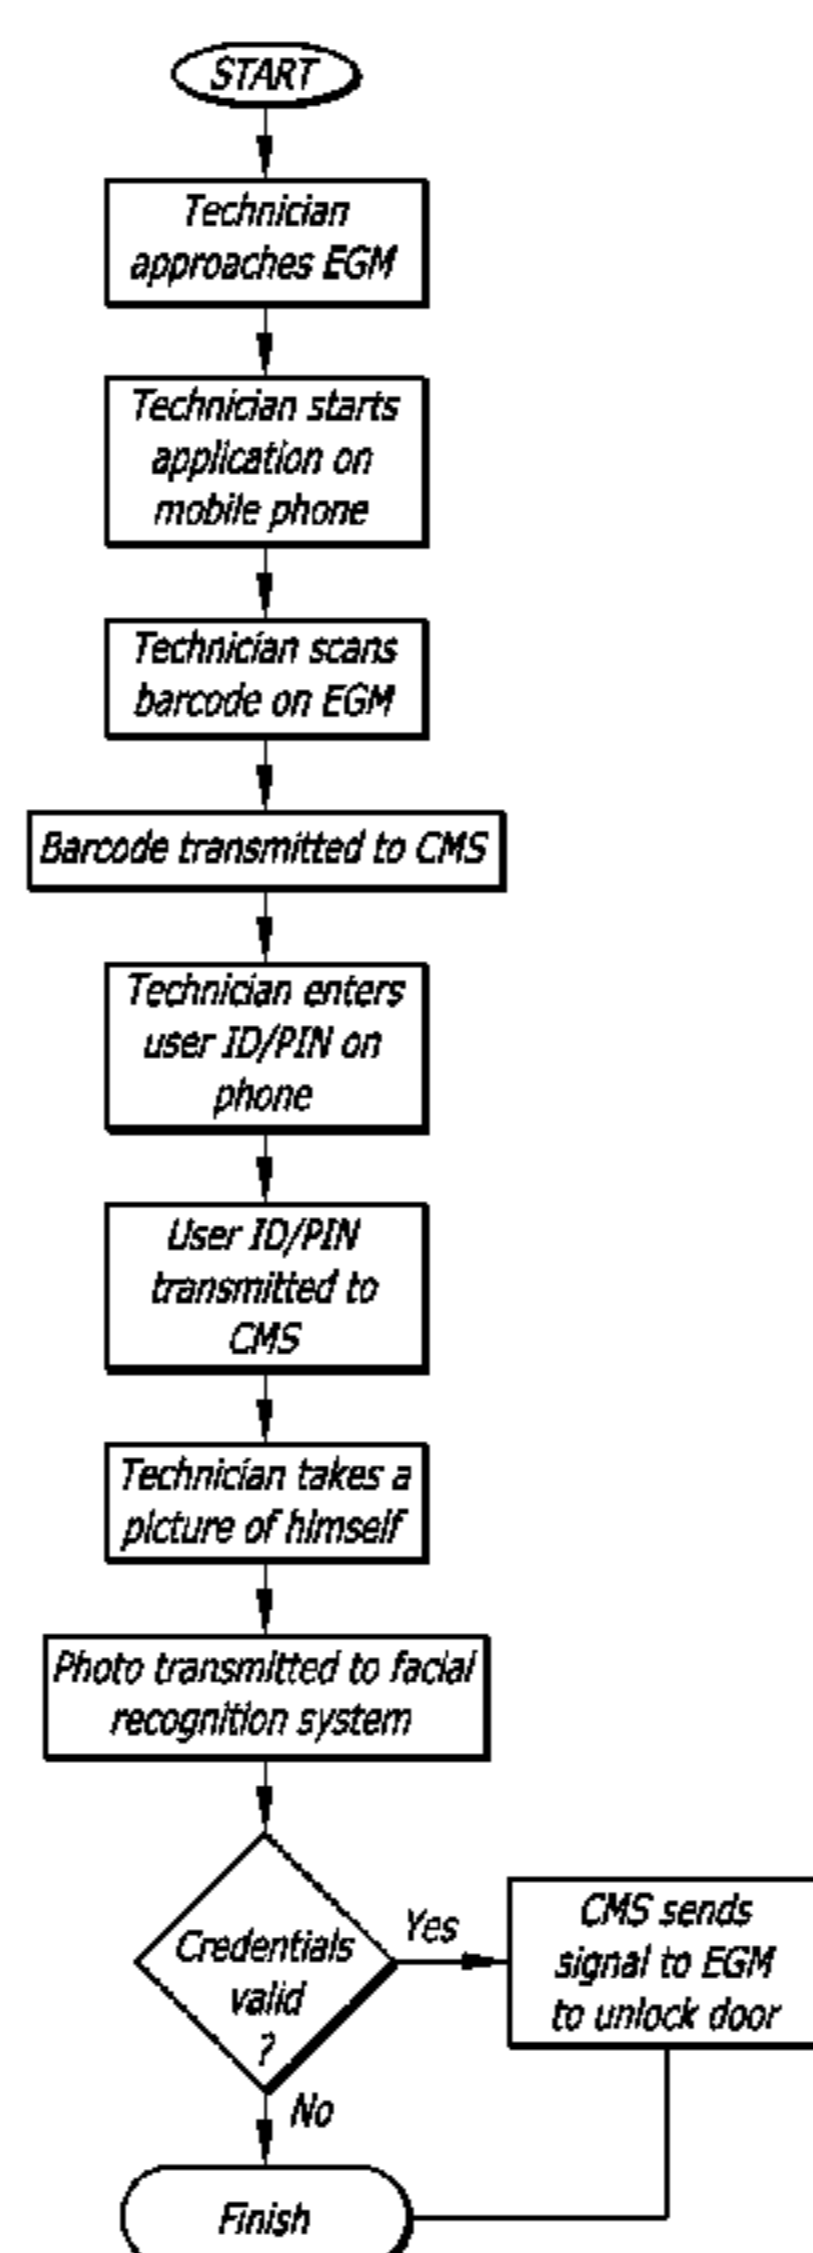 START
Technician
approaches EGM
Technician starts
application on
mobile phone
Technician scans
barcode on EGM
Barcode transmitted to CMS
Technician enters
user ID/PIN on
phone
User ID/PIN
transmitted to
CMS
Technician takes a
picture of himself
Photo transmitted to facial
recognition system
Credentials
valid
?
Yes
CMS sends
signal to EGM
to unlock door
No
Finish